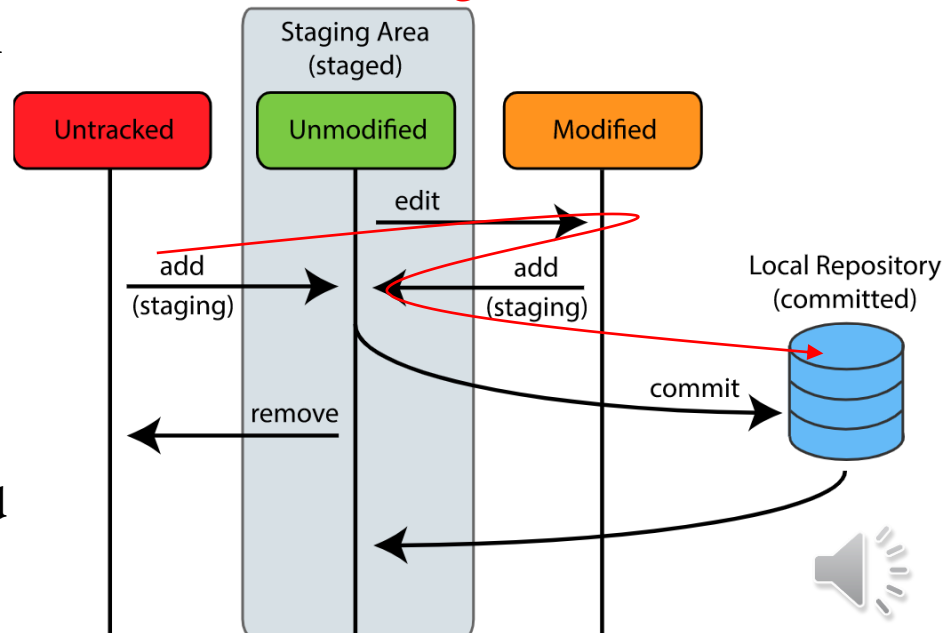 Staging Area
(staged)
Untracked
Unmodified
Modified
edit
add
(staging)
add
(staging)
Local Repository
(committed)
commit
remove